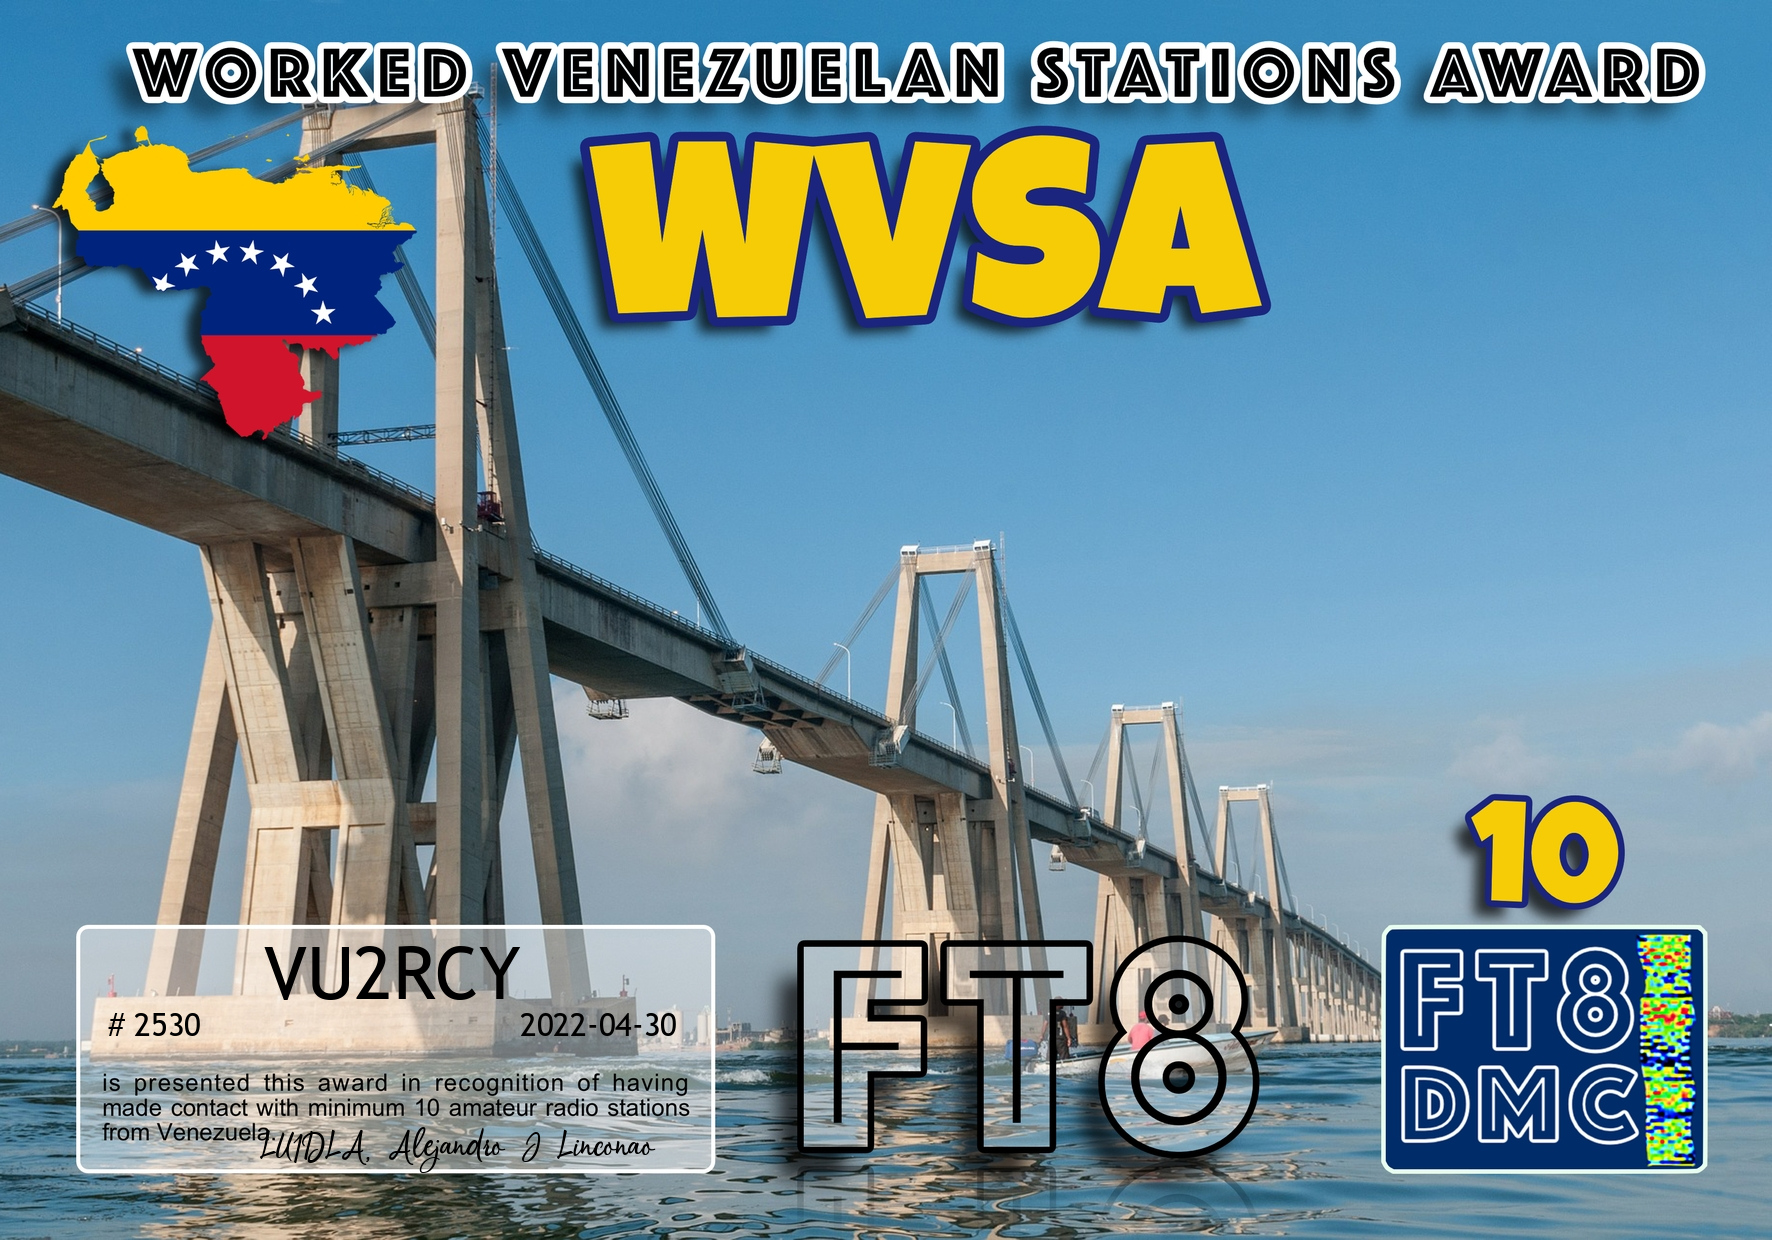 WORKED VENEZUELAN STATIONS AWARD
WVSA
10
VU2RCY
# 2530 2022-04-30
is presented this award in recognition of having
made contact with minimum 10 amateur radio stations
from Venezuela.
LU1DLA, Alejandro J Linconao
FT8
FT8
DMC